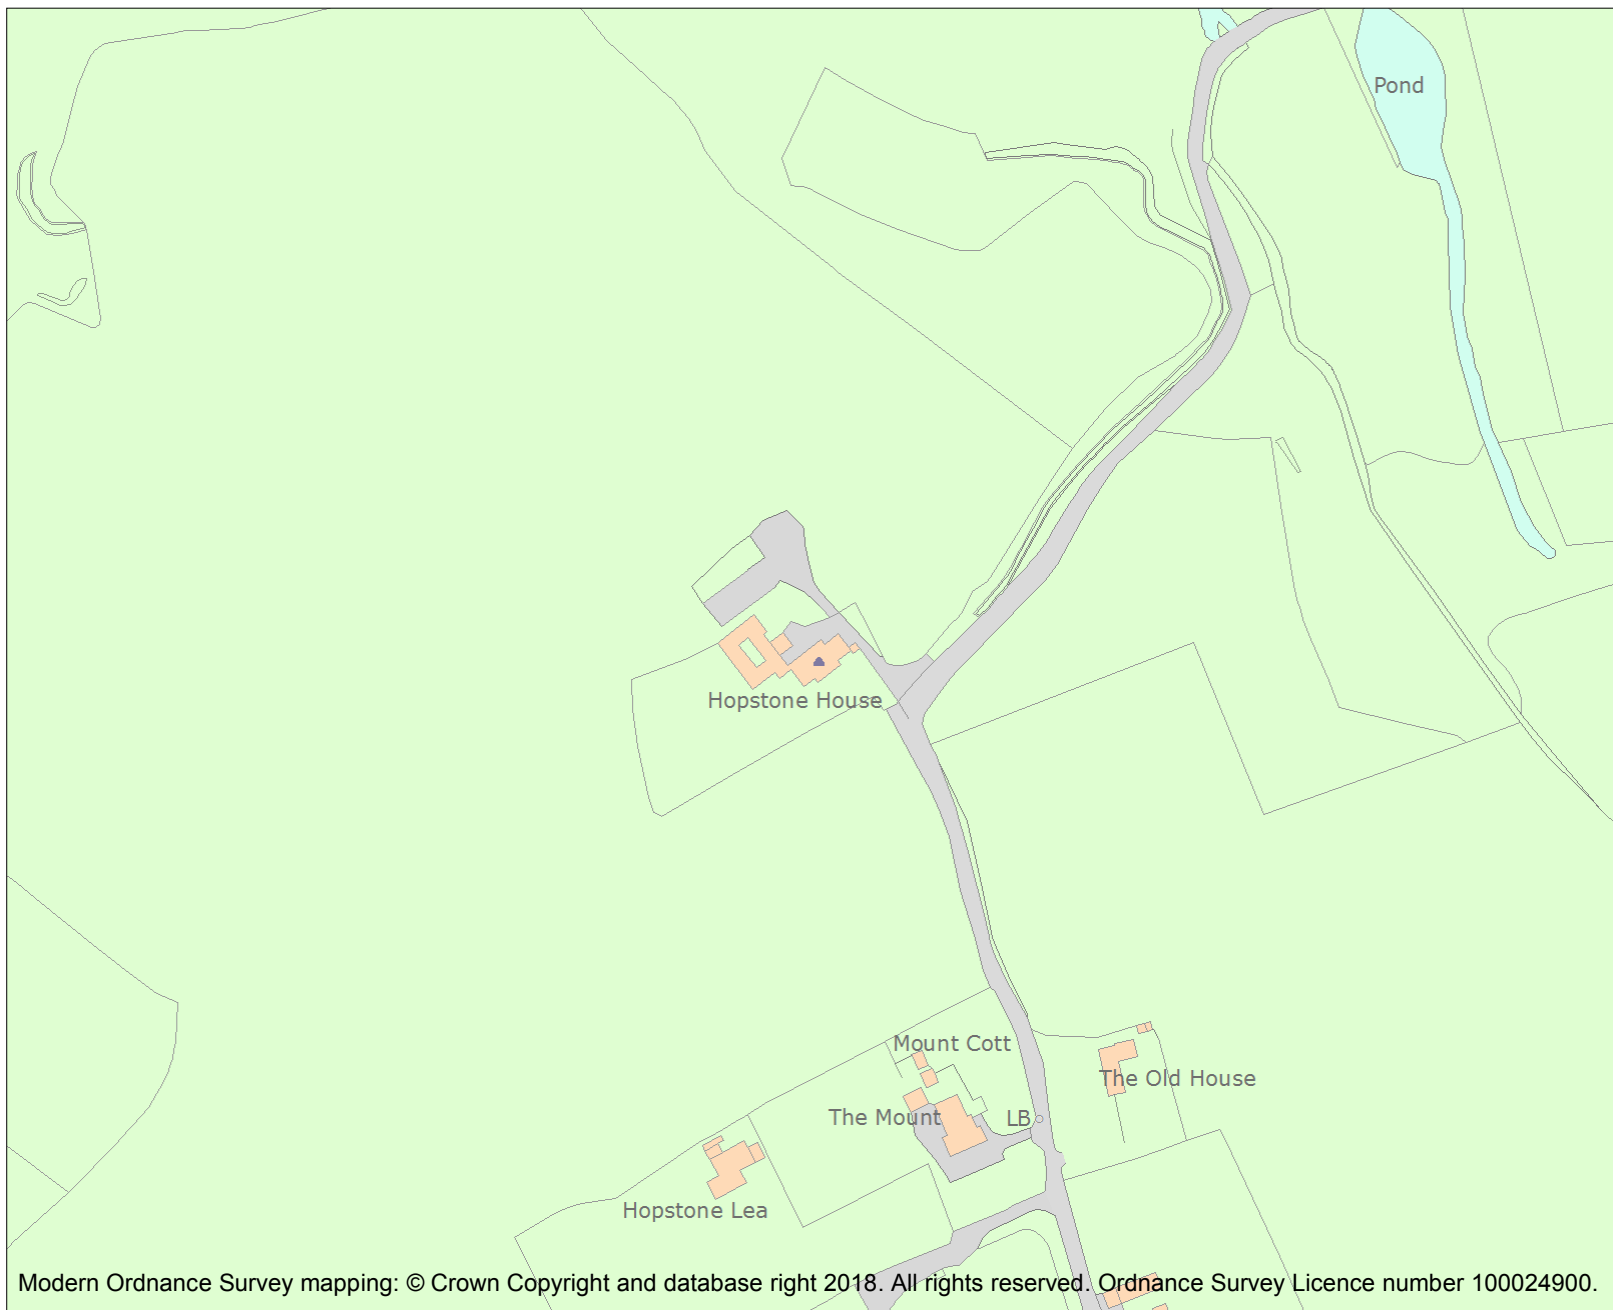 Pond
Hopstone House
Mount Cott
The Old House
The Mount
LB
Hopstone Lea
Modern Ordnance Survey mapping: © Crown Copyright and database right 2018. All rights reserved. Ordnance Survey Licence number 100024900.